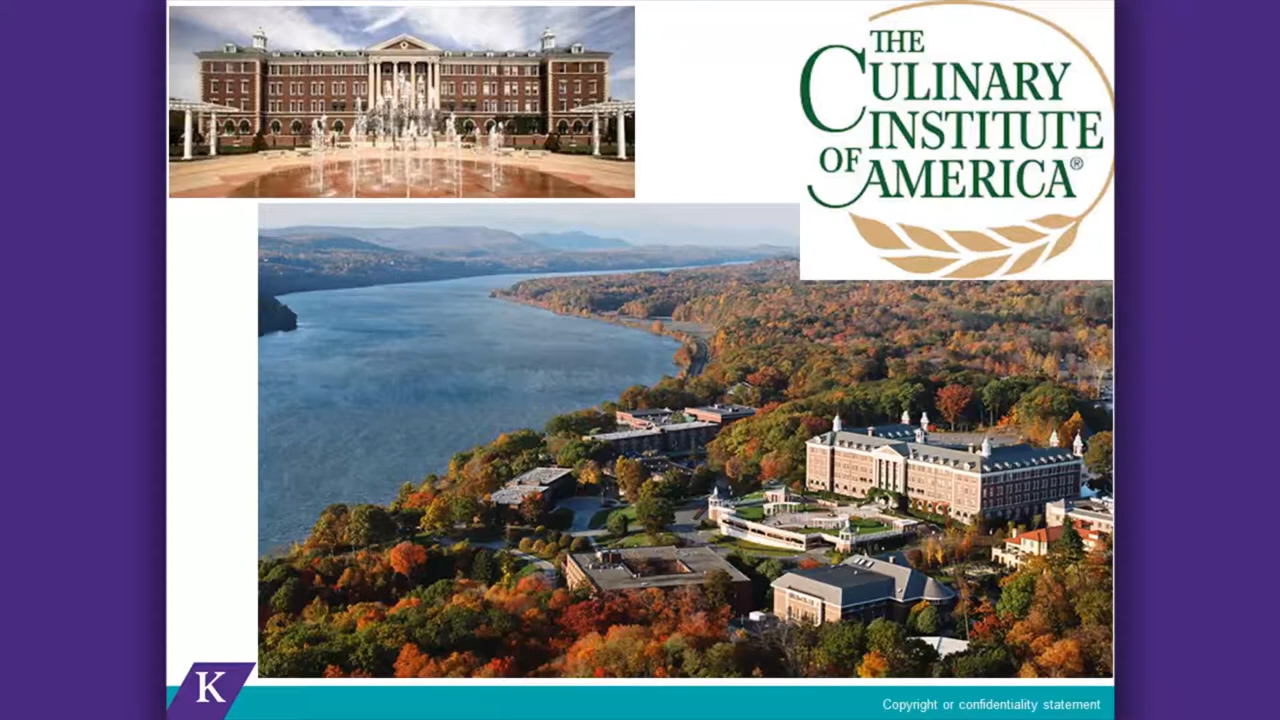 THE
CULINARY
INSTITUTE
OF AMERICA®
K
Copyright or confidentiality statement